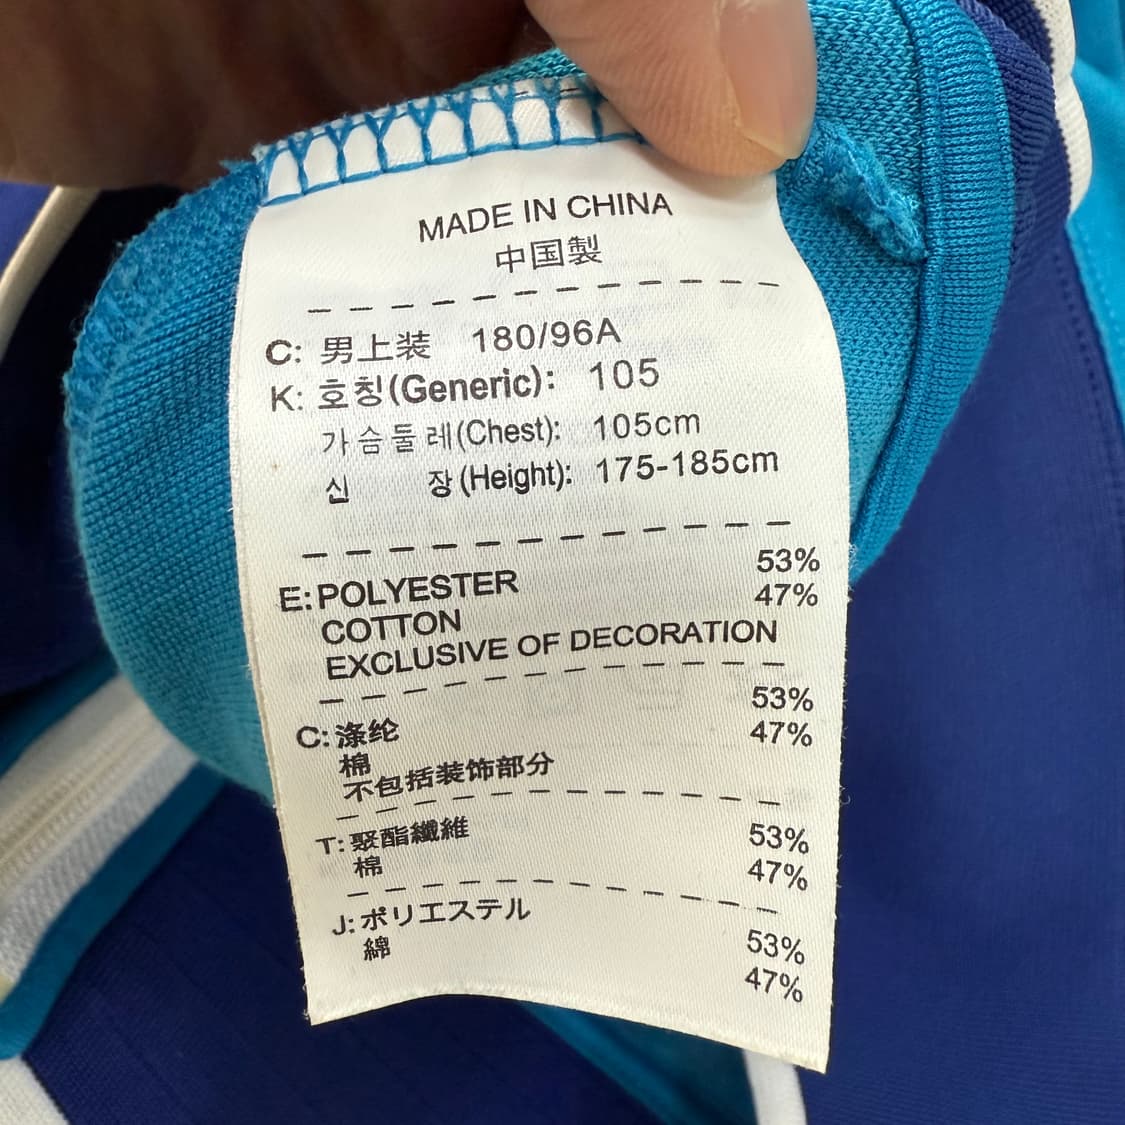 MADE IN CHINA
中国製
C: 男上装 180/96A
K: 호칭(Generic): 105
가슴둘레(Chest): 105cm
신 장(Height): 175-185cm
E: POLYESTER 53%
COTTON 47%
EXCLUSIVE OF DECORATION
C: 涤纶 53%
棉 47%
不包括装饰部分
T: 聚酯纖維 53%
棉 47%
J: ポリエステル 53%
綿 47%